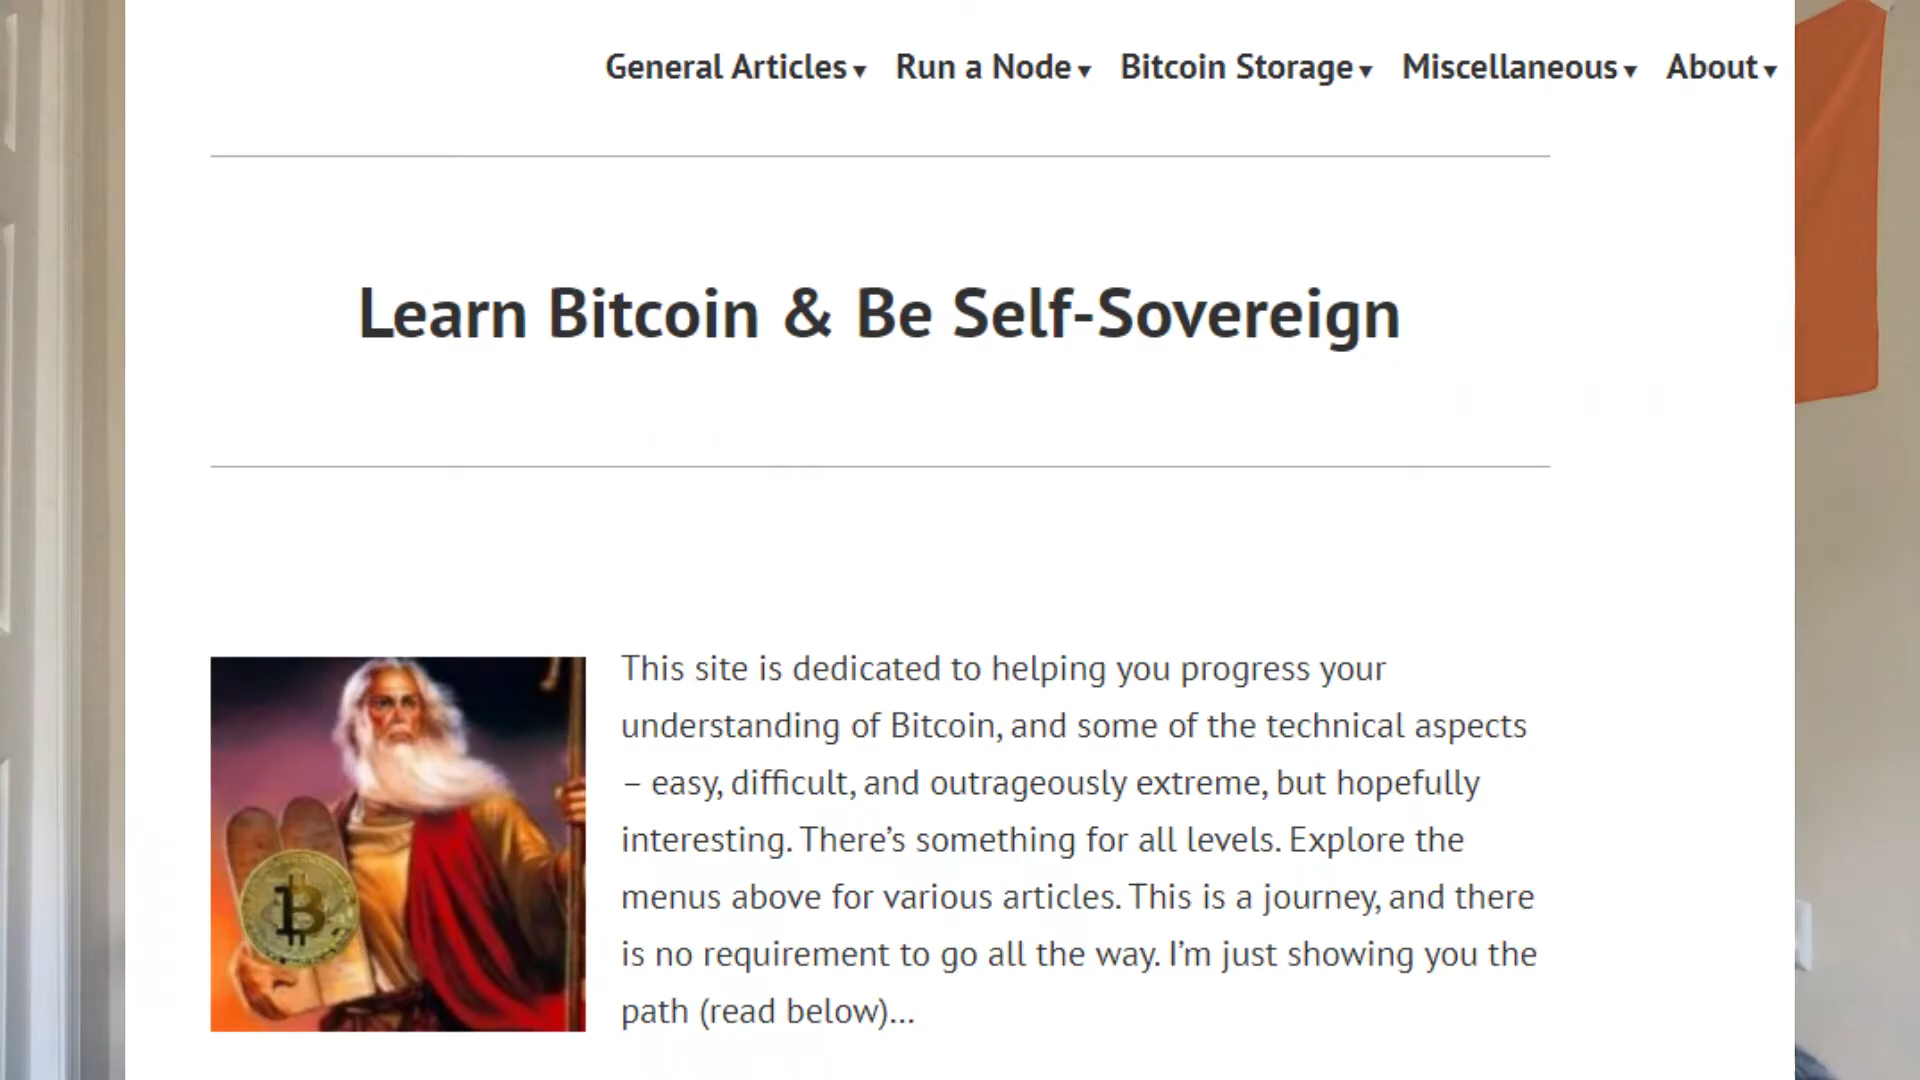 General Articles▼ Run a Node▼ Bitcoin Storage▼ Miscellaneous▼ About▼
Learn Bitcoin & Be Self-Sovereign
This site is dedicated to helping you progress your
understanding of Bitcoin, and some of the technical aspects
– easy, difficult, and outrageously extreme, but hopefully
interesting. There’s something for all levels. Explore the
menus above for various articles. This is a journey, and there
is no requirement to go all the way. I’m just showing you the
path (read below)...